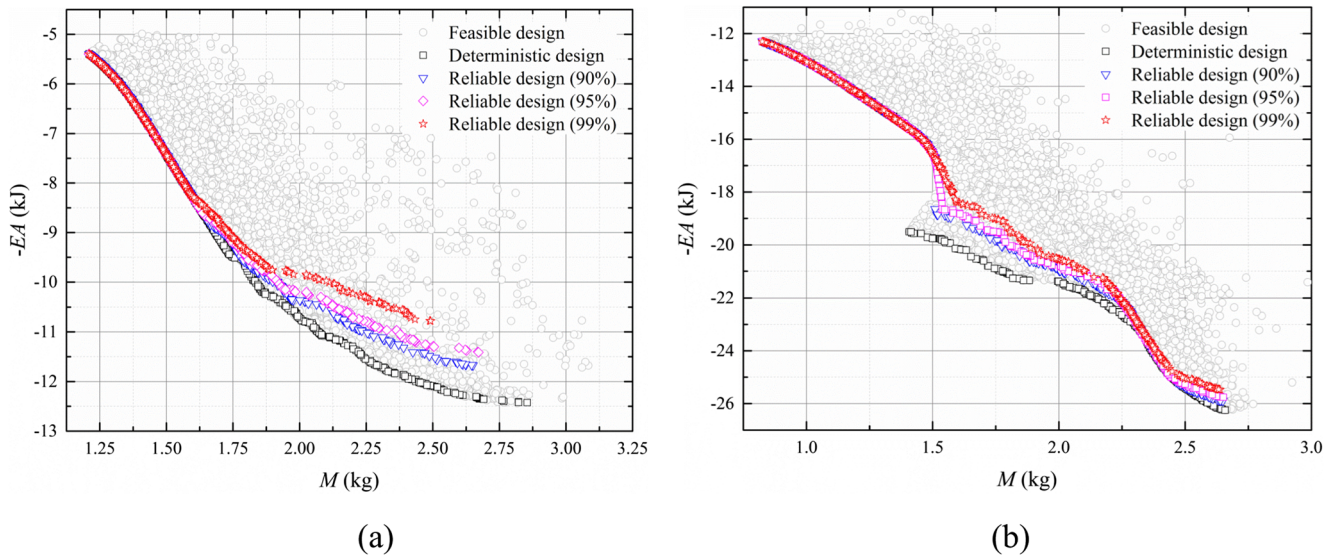 -5
-6
-7
-8
-9
-10
-11
-12
-13
-EA (kJ)
1.25
1.50
1.75
2.00
2.25
2.50
2.75
3.00
3.25
M (kg)
Feasible design
Deterministic design
Reliable design (90%)
Reliable design (95%)
Reliable design (99%)
(a)
-12
-14
-16
-18
-20
-22
-24
-26
-EA (kJ)
1.0
1.5
2.0
2.5
3.0
M (kg)
Feasible design
Deterministic design
Reliable design (90%)
Reliable design (95%)
Reliable design (99%)
(b)